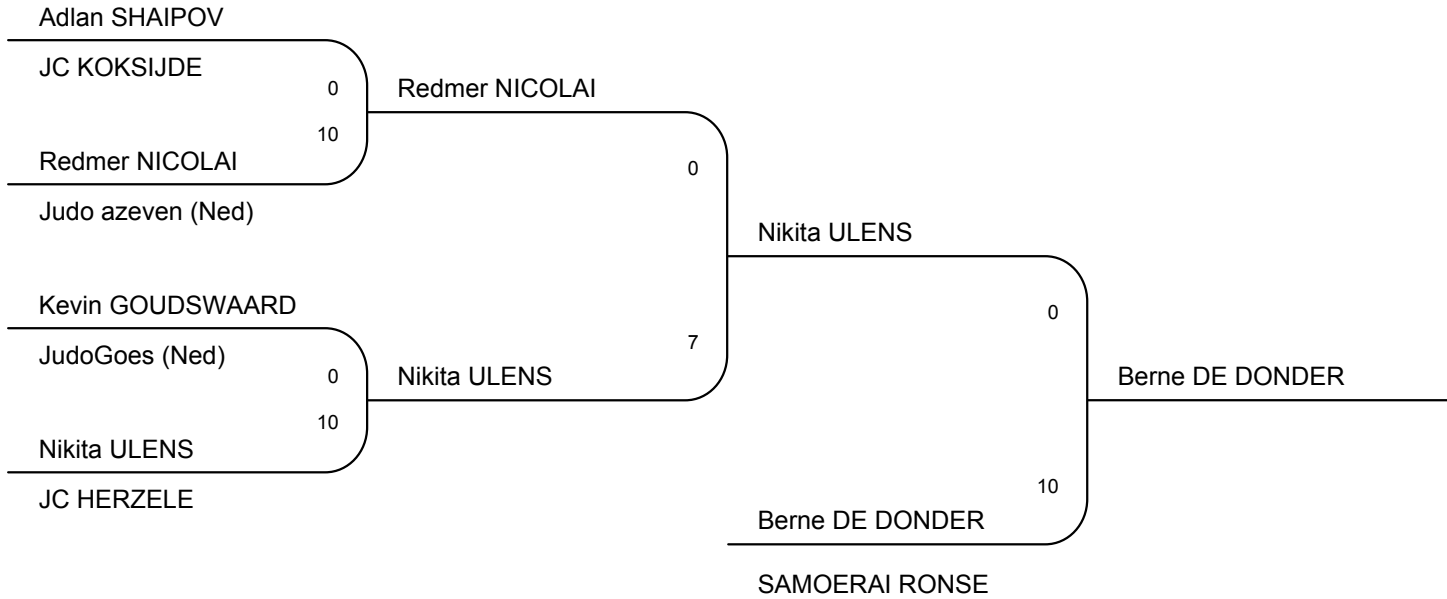 Adlan SHAIPOV
JC KOKSIJDE
0
Redmer NICOLAI
10
Redmer NICOLAI
0
Judo azeven (Ned)
Nikita ULENS
Kevin GOUDSWAARD
0
JudoGoes (Ned)
7
0
Nikita ULENS
Berne DE DONDER
10
Nikita ULENS
10
JC HERZELE
Berne DE DONDER
SAMOERAI RONSE